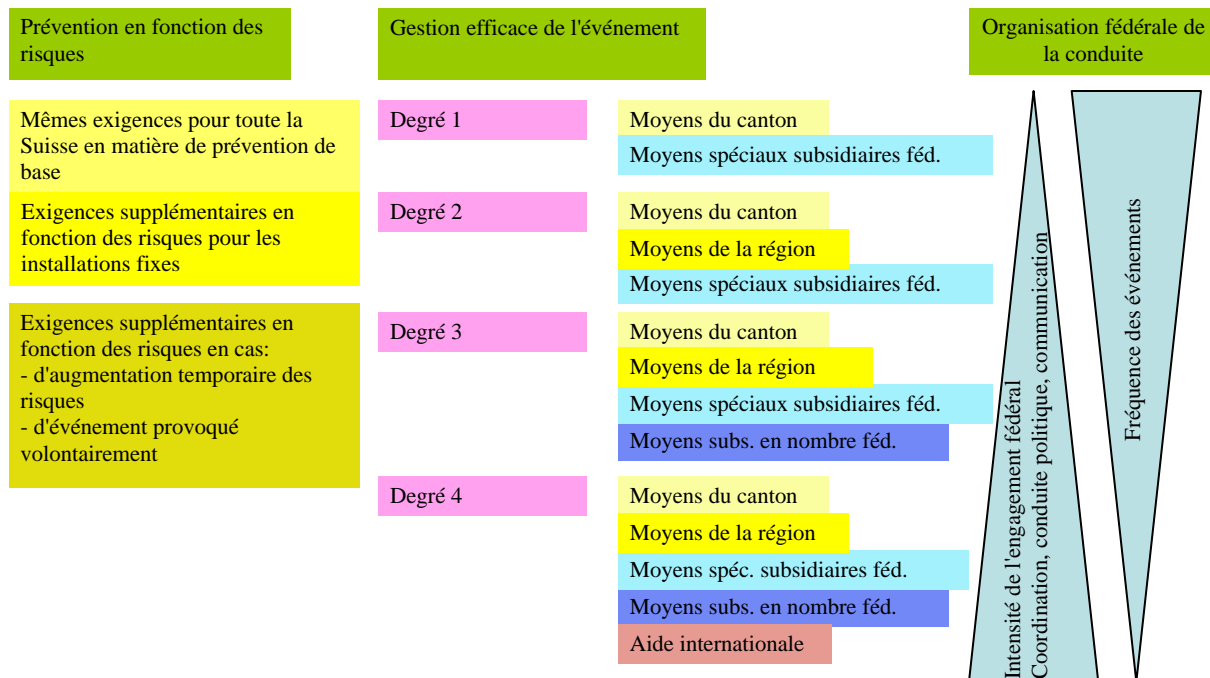 Prévention en fonction des
risques
Gestion efficace de l'événement
Organisation fédérale de
la conduite
Mêmes exigences pour toute la
Suisse en matière de prévention de
base
Exigences supplémentaires en
fonction des risques pour les
installations fixes
Exigences supplémentaires en
fonction des risques en cas:
- d'augmentation temporaire des
risques
- d'événement provoqué
volontairement
Degré 1
Moyens du canton
Moyens spéciaux subsidiaires féd.
Degré 2
Moyens du canton
Moyens de la région
Moyens spéciaux subsidiaires féd.
Degré 3
Moyens du canton
Moyens de la région
Moyens spéciaux subsidiaires féd.
Moyens subs. en nombre féd.
Degré 4
Moyens du canton
Moyens de la région
Moyens spéc. subsidiaires féd.
Moyens subs. en nombre féd.
Aide internationale
Intensité de l'engagement fédéral
Coordination, conduite politique, communication
Fréquence des événements